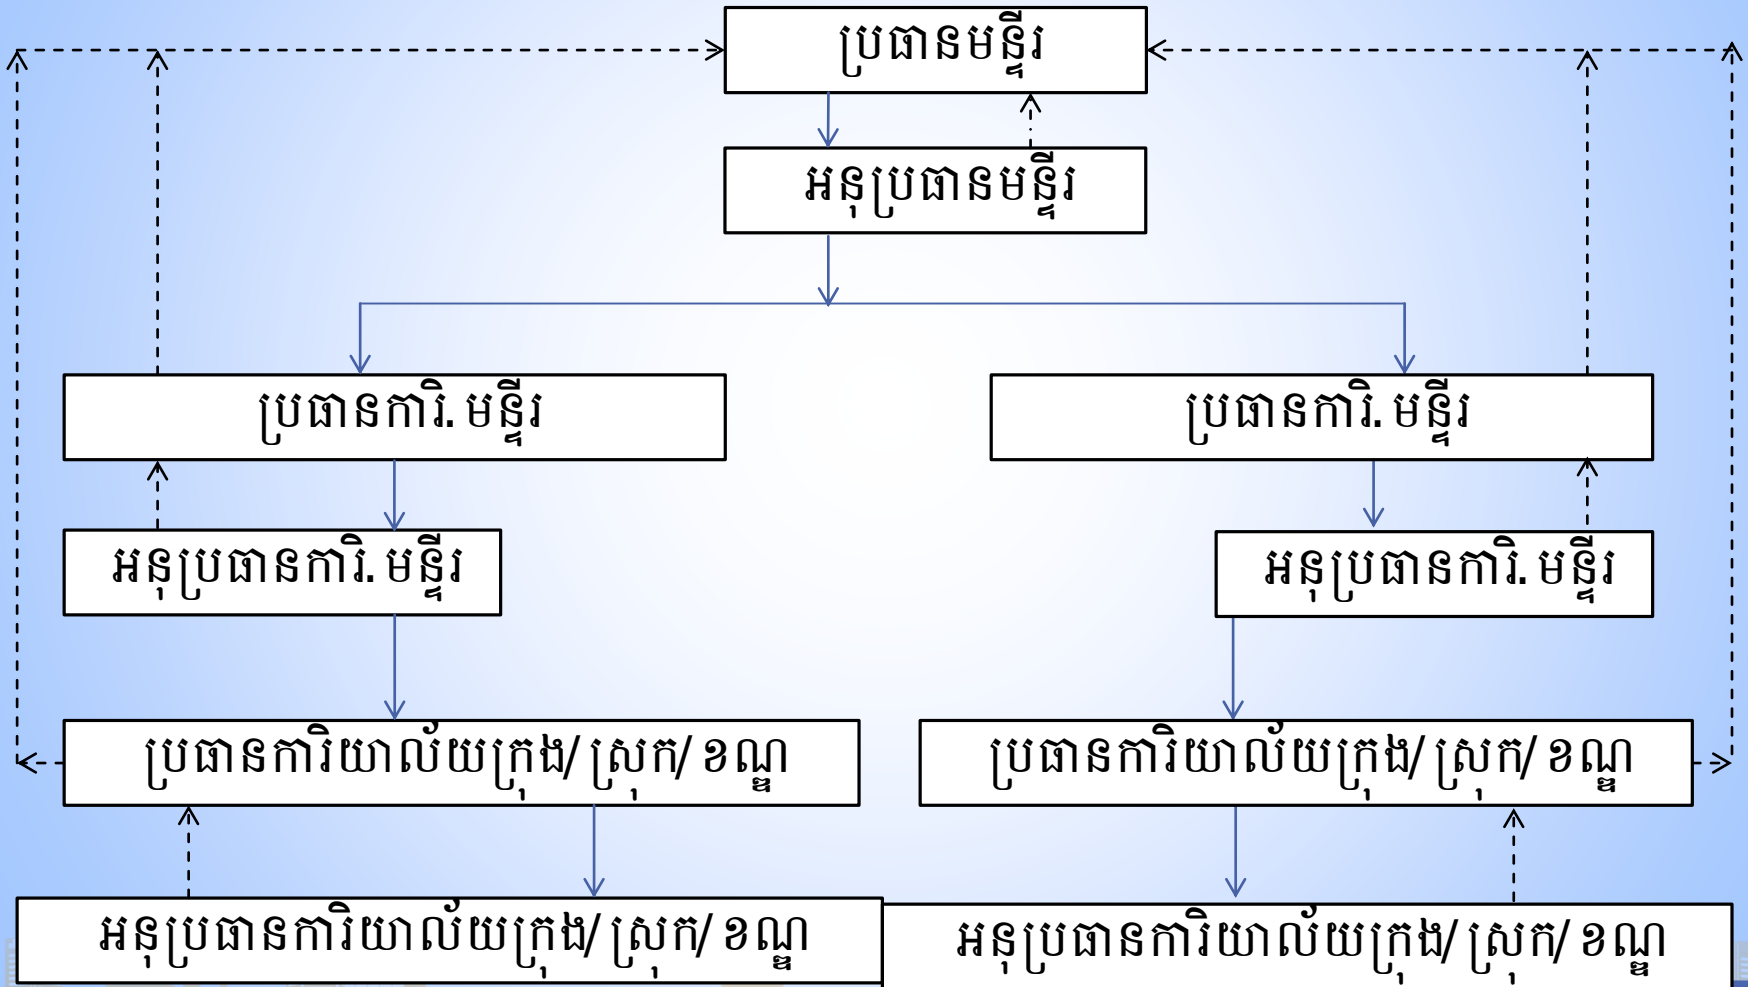 ប្រធានមន្ទីរ
អនុប្រធានមន្ទីរ
ប្រធានការិ. មន្ទីរ
ប្រធានការិ. មន្ទីរ
អនុប្រធានការិ. មន្ទីរ
អនុប្រធានការិ. មន្ទីរ
ប្រធានការិយាល័យក្រុង/ ស្រុក/ ខណ្ឌ
ប្រធានការិយាល័យក្រុង/ ស្រុក/ ខណ្ឌ
អនុប្រធានការិយាល័យក្រុង/ ស្រុក/ ខណ្ឌ
អនុប្រធានការិយាល័យក្រុង/ ស្រុក/ ខណ្ឌ